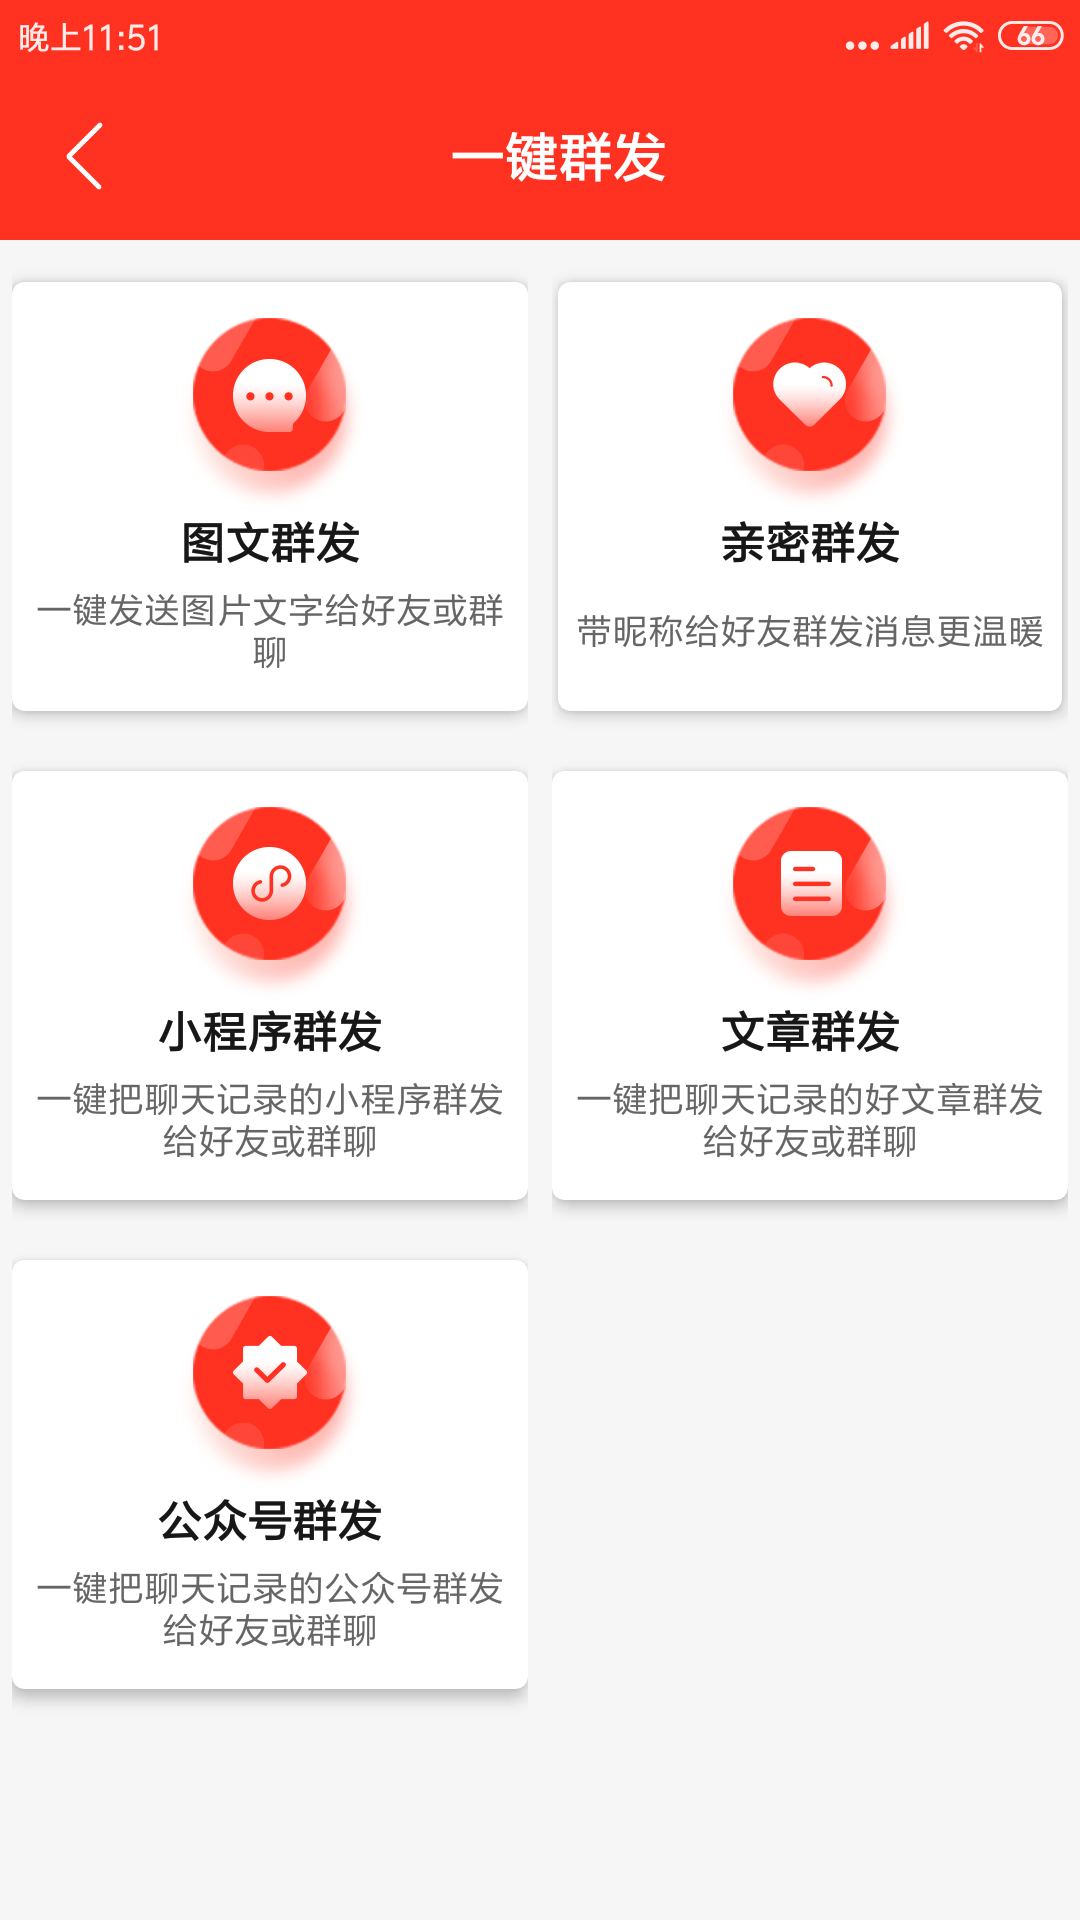 晚上11:51
66
一键群发
图文群发
一键发送图片文字给好友或群
聊
亲密群发
带昵称给好友群发消息更温暖
小程序群发
一键把聊天记录的小程序群发
给好友或群聊
文章群发
一键把聊天记录的好文章群发
给好友或群聊
公众号群发
一键把聊天记录的公众号群发
给好友或群聊